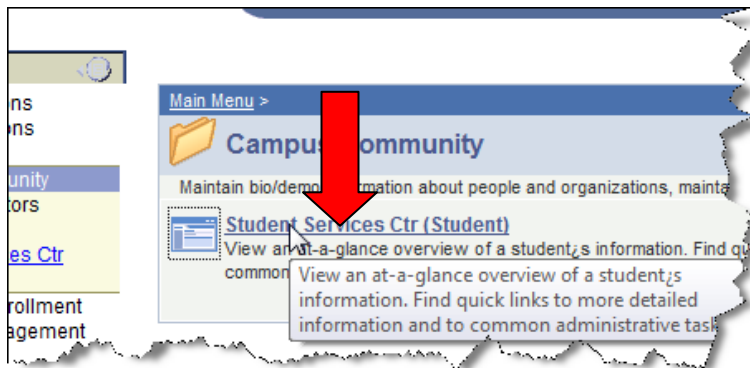 ns
ons
unity
tors
es Ctr
rollment
agement
Main Menu >
Campus Community
Maintain bio/demo rmation about people and organizations, mainta
Student Services Ctr (Student)
View an at-a-glance overview of a student¿s information. Find qu
common
View an at-a-glance overview of a student¿s
information. Find quick links to more detailed
information and to common administrative task